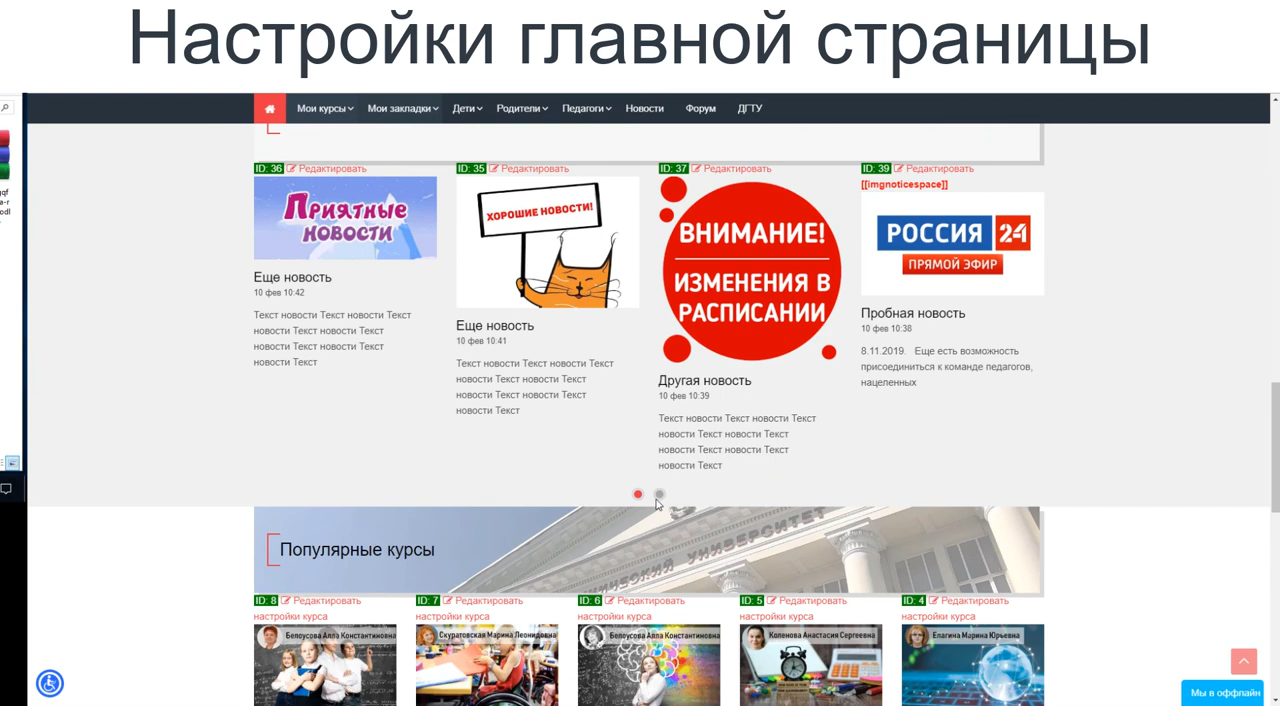 Настройки главной страницы
Мои курсы
Мои закладки
Дети
Родители
Педагоги
Новости
Форум
ДГТУ
ID: 36 Редактировать
Приятные
новости
Еще новость
10 фев 10:42
Текст новости Текст новости Текст
новости Текст новости Текст
новости Текст новости Текст
новости Текст
ID: 35 Редактировать
ХОРОШИЕ НОВОСТИ!
Еще новость
10 фев 10:41
Текст новости Текст новости Текст
новости Текст новости Текст
новости Текст новости Текст
новости Текст
ID: 37 Редактировать
ВНИМАНИЕ!
ИЗМЕНЕНИЯ В
РАСПИСАНИИ
Другая новость
10 фев 10:39
Текст новости Текст новости Текст
новости Текст новости Текст
новости Текст новости Текст
новости Текст
ID: 39 Редактировать
[[imgnoticespace]]
РОССИЯ 24
ПРЯМОЙ ЭФИР
Пробная новость
10 фев 10:38
8.11.2019. Еще есть возможность
присоединиться к команде педагогов,
нацеленных
Популярные курсы
УНИВЕРСИТЕТ
ID: 8 Редактировать
настройки курса
Белоусова Алла Константиновна
ID: 7 Редактировать
настройки курса
Скуратовская Марина Леонидовна
ID: 6 Редактировать
настройки курса
Белоусова Алла Константиновна
ID: 5 Редактировать
настройки курса
Коленова Анастасия Сергеевна
ID: 4 Редактировать
настройки курса
Елагина Марина Юрьевна
Мы в оффлайн